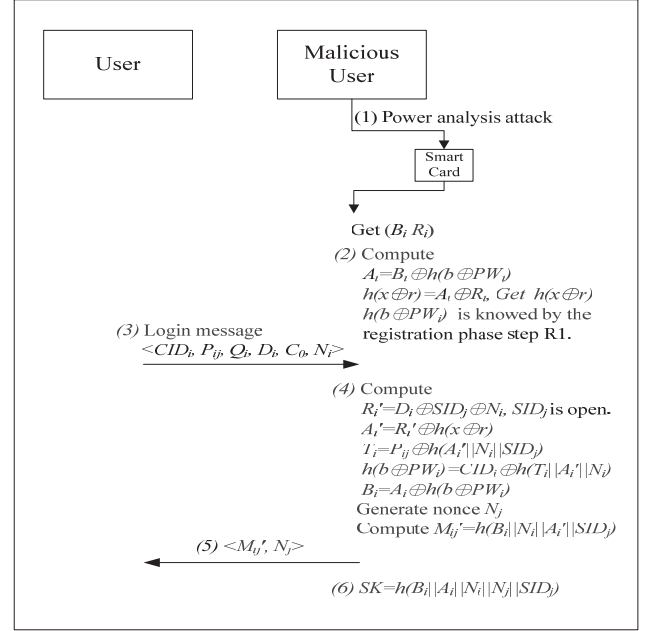 User
Malicious
User
(1) Power analysis attack
Smart
Card
Get (Bi Ri)
(2) Compute
Ai=Bi⊕h(b⊕PWi)
h(x⊕r)=Ai⊕Ri, Get h(x⊕r)
h(b⊕PWi) is knowed by the
registration phase step R1.
(3) Login message
<CIDi, Pij, Qi, Di, C0, Ni>
(4) Compute
Ri'=Di⊕SIDj⊕Ni, SIDj is open.
Ai'=Ri'⊕h(x⊕r)
Ti=Pij⊕h(Ai'||Ni||SIDj)
h(b⊕PWi)=CIDi⊕h(Ti||Ai'||Ni)
Bi=Ai⊕h(b⊕PWi)
Generate nonce Nj
Compute Mij'=h(Bi||Ni||Ai'||SIDj)
(5) <Mij', Nj>
(6) SK=h(Bi||Ai||Ni||Nj||SIDj)